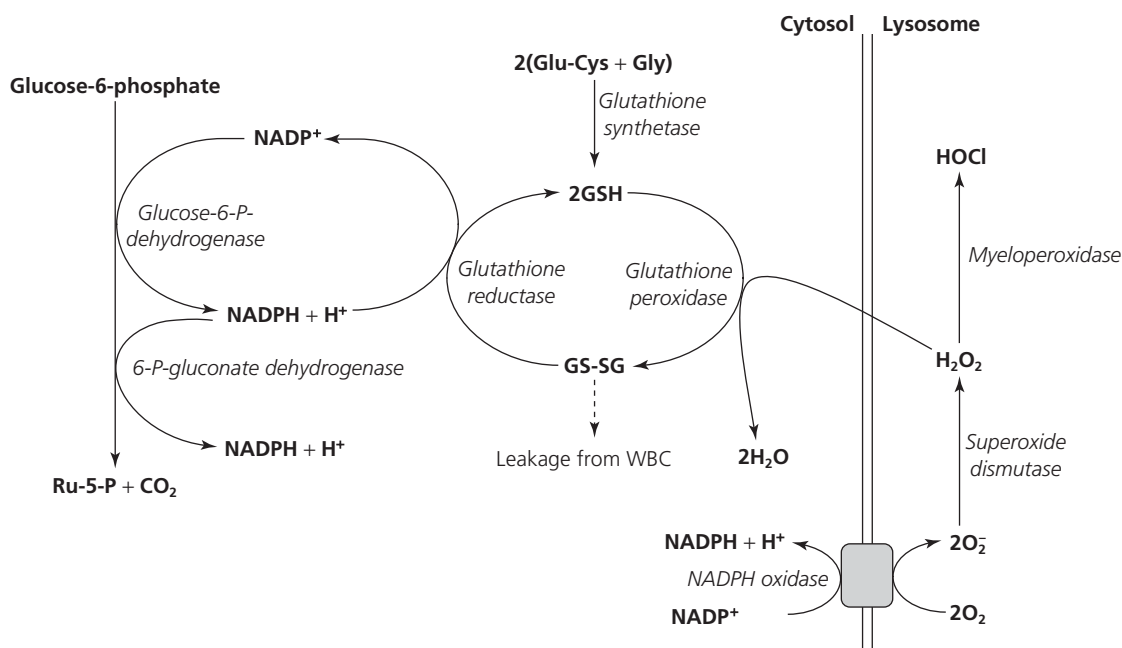 Cytosol Lysosome
2(Glu-Cys + Gly)
Glucose-6-phosphate
Glutathione
synthetase
NADP⁺
HOCl
2GSH
Glucose-6-P-
dehydrogenase
Myeloperoxidase
Glutathione
reductase
Glutathione
peroxidase
NADPH + H⁺
H₂O₂
6-P-gluconate dehydrogenase
GS-SG
NADPH + H⁺
Leakage from WBC
2H₂O
Superoxide
dismutase
Ru-5-P + CO₂
NADPH + H⁺
2O₂⁻
NADPH oxidase
NADP⁺
2O₂